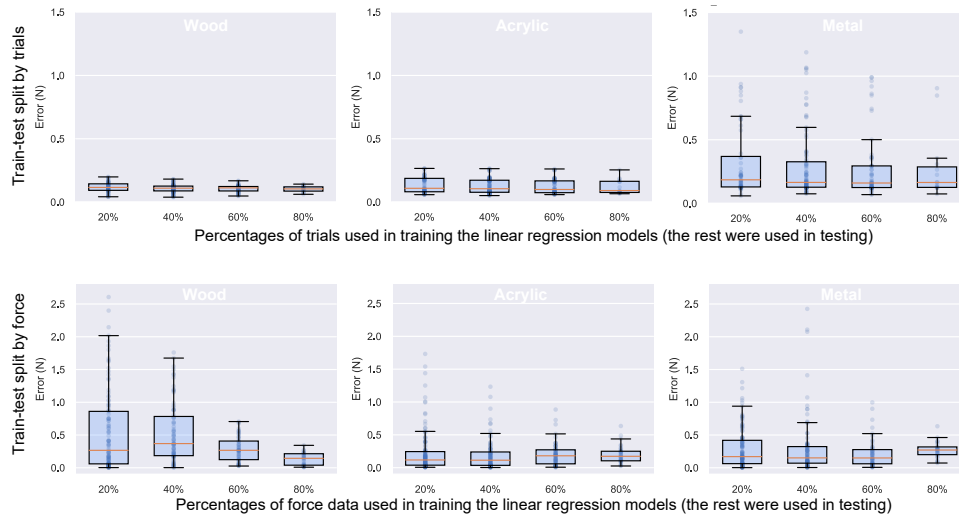 Train-test split by trials
Wood
Error (N)
1.5
1.0
0.5
0.0
20% 40% 60% 80%
Acrylic
Error (N)
1.5
1.0
0.5
0.0
20% 40% 60% 80%
Metal
Error (N)
1.5
1.0
0.5
0.0
20% 40% 60% 80%
Percentages of trials used in training the linear regression models (the rest were used in testing)
Train-test split by force
Wood
Error (N)
2.5
2.0
1.5
1.0
0.5
0.0
20% 40% 60% 80%
Acrylic
Error (N)
2.5
2.0
1.5
1.0
0.5
0.0
20% 40% 60% 80%
Metal
Error (N)
2.5
2.0
1.5
1.0
0.5
0.0
20% 40% 60% 80%
Percentages of force data used in training the linear regression models (the rest were used in testing)